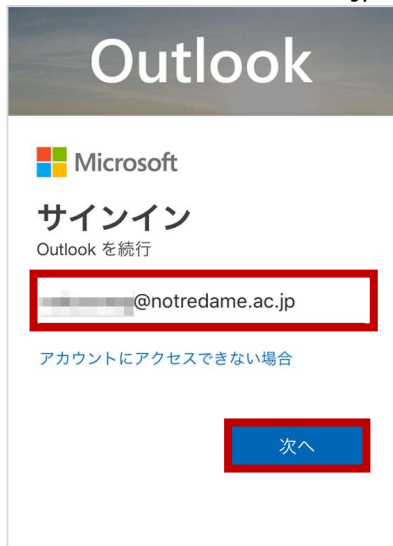 Outlook
Microsoft
サインイン
Outlook を続行
@notredame.ac.jp
アカウントにアクセスできない場合
次へ